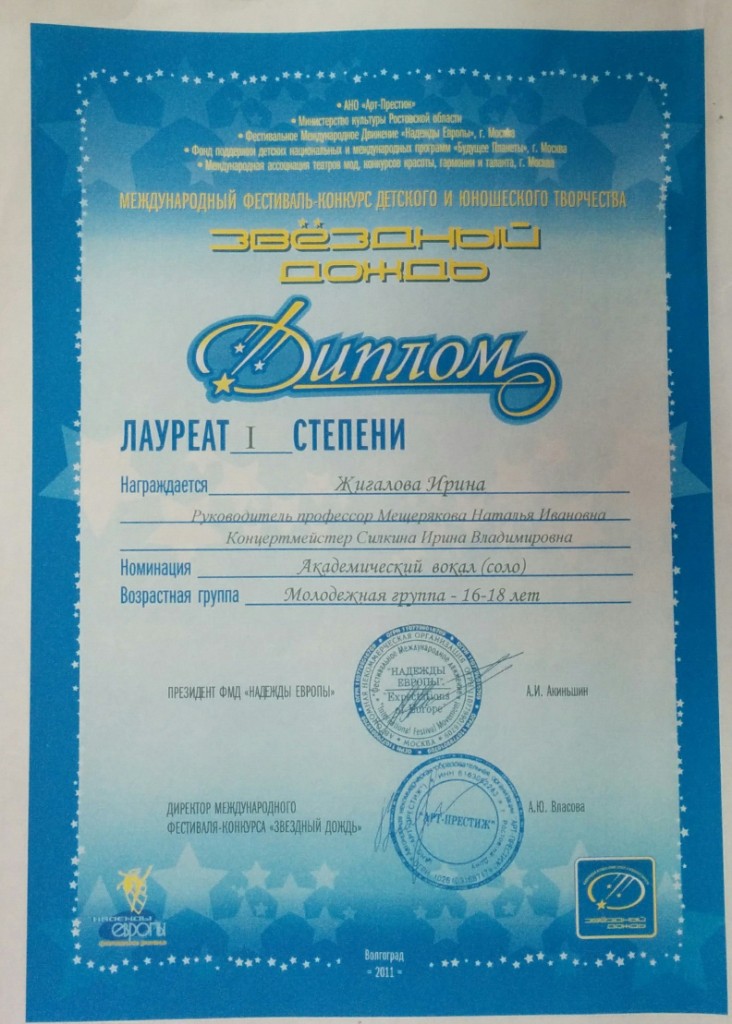 • АНО «Арт-Престиж»
• Министерство культуры Ростовской области
• Фестивальное Международное Движение «Надежды Европы», г. Москва
• Фонд поддержки детских национальных и международных программ «Будущее Планеты», г. Москва
• Международная ассоциация театров мод, конкурсов красоты, гармонии и таланта, г. Москва
МЕЖДУНАРОДНЫЙ ФЕСТИВАЛЬ-КОНКУРС ДЕТСКОГО И ЮНОШЕСКОГО ТВОРЧЕСТВА
ЗВЁЗДНЫЙ
ДОЖДЬ
Диплом
ЛАУРЕАТ I СТЕПЕНИ
Награждается Жигалова Ирина
Руководитель профессор Мещерякова Наталья Ивановна
Концертмейстер Силкина Ирина Владимировна
Номинация Академический вокал (соло)
Возрастная группа Молодежная группа - 16-18 лет
"НАДЕЖДЫ
ЕВРОПЫ"
"Expectations
of Europe"
МОСКВА
ПРЕЗИДЕНТ ФМД «НАДЕЖДЫ ЕВРОПЫ» А.И. Акиньшин
"АРТ-ПРЕСТИЖ"
ДИРЕКТОР МЕЖДУНАРОДНОГО А.Ю. Власова
ФЕСТИВАЛЯ-КОНКУРСА «ЗВЕЗДНЫЙ ДОЖДЬ»
НАДЕЖДЫ
ЕВРОПЫ
ЗВЁЗДНЫЙ
ДОЖДЬ
Волгоград
- 2011 -